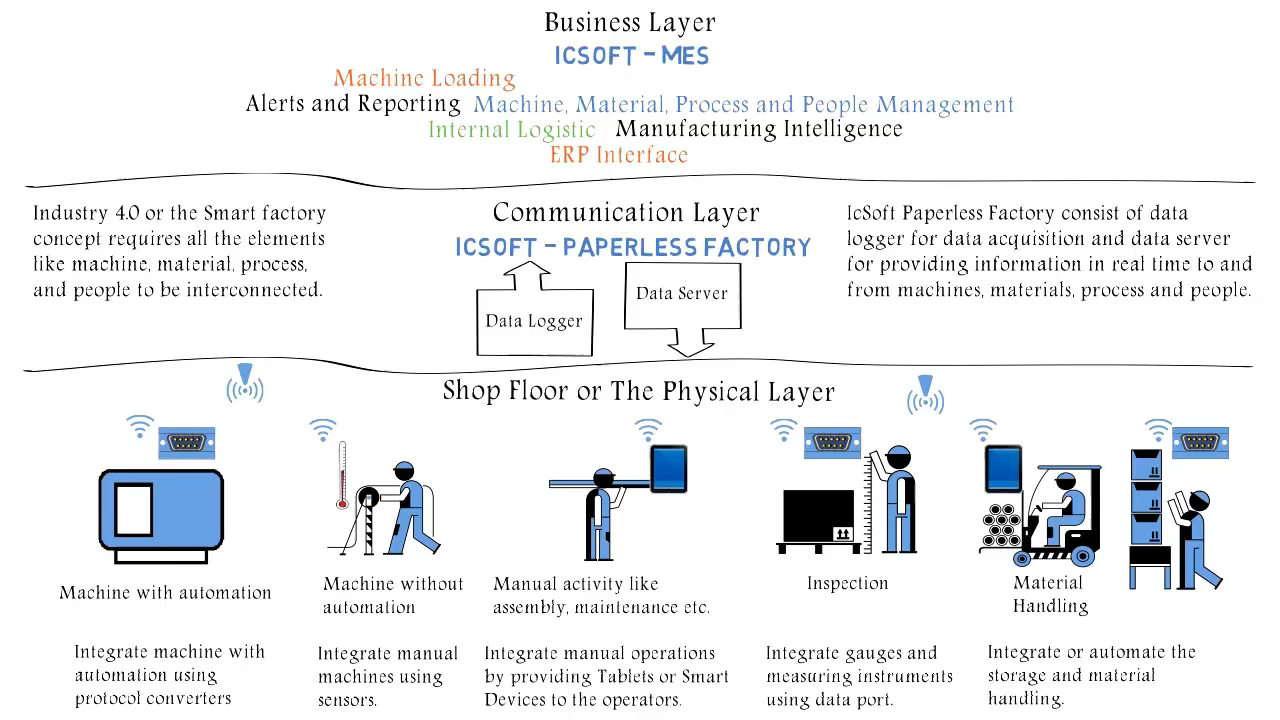 Business Layer
ICSOFT - MES
Machine Loading
Alerts and Reporting Machine, Material, Process and People Management
Internal Logistic Manufacturing Intelligence
ERP Interface
Industry 4.0 or the Smart factory
concept requires all the elements
like machine, material, process,
and people to be interconnected.
Communication Layer
ICSOFT - PAPERLESS FACTORY
Data Logger
Data Server
IcSoft Paperless Factory consist of data
logger for data acquisition and data server
for providing information in real time to and
from machines, materials, process and people.
Shop Floor or The Physical Layer
Machine with automation
Machine without
automation
Manual activity like
assembly, maintenance etc.
Inspection
Material
Handling
Integrate machine with
automation using
protocol converters
Integrate manual
machines using
sensors.
Integrate manual operations
by providing Tablets or Smart
Devices to the operators.
Integrate gauges and
measuring instruments
using data port.
Integrate or automate the
storage and material
handling.